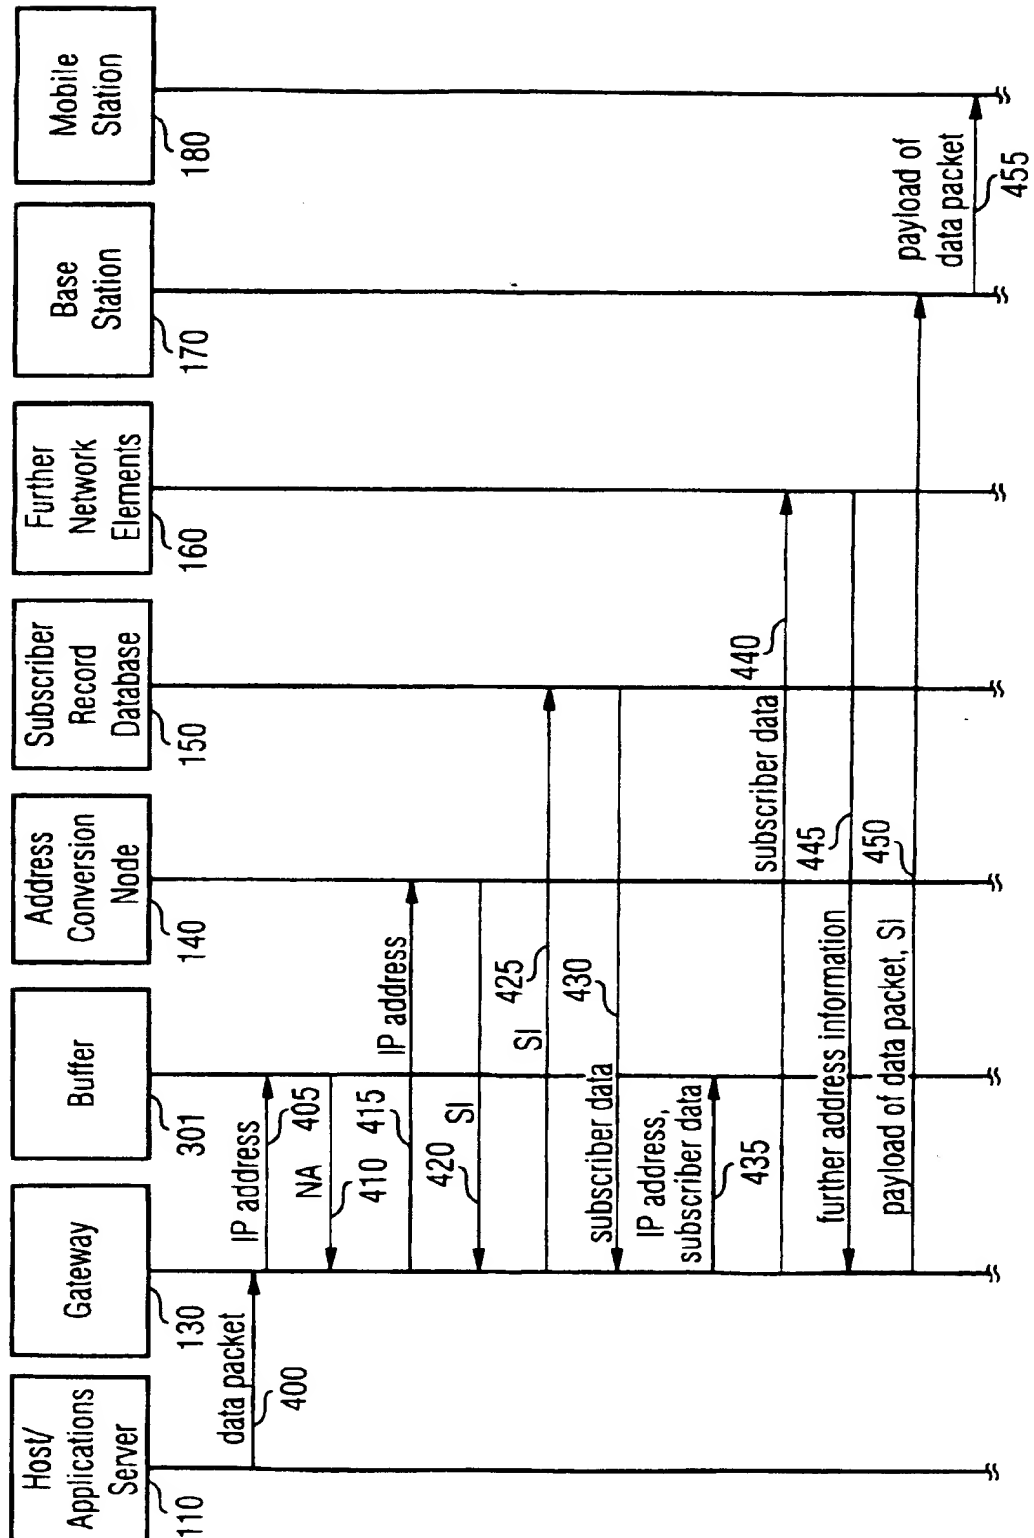 Host/
Applications
Server
110
Gateway
130
Buffer
301
Address
Conversion
Node
140
Subscriber
Record
Database
150
Further
Network
Elements
160
Base
Station
170
Mobile
Station
180
data packet
400
IP address
405
NA
410
IP address
415
SI
420
SI
425
subscriber data
430
IP address,
subscriber data
435
subscriber data
440
further address information
445
payload of data packet, SI
450
payload of
data packet
455